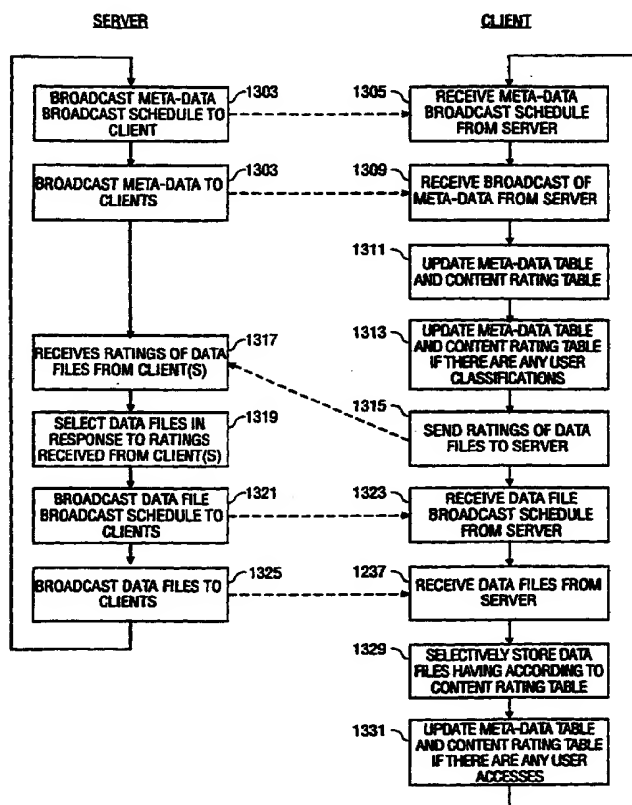 SERVER
CLIENT
BROADCAST META-DATA
BROADCAST SCHEDULE TO
CLIENT
1303
1305
RECEIVE META-DATA
BROADCAST SCHEDULE
FROM SERVER
BROADCAST META-DATA TO
CLIENTS
1303
1309
RECEIVE BROADCAST OF
META-DATA FROM SERVER
1311
UPDATE META-DATA TABLE
AND CONTENT RATING TABLE
1313
UPDATE META-DATA TABLE
AND CONTENT RATING TABLE
IF THERE ARE ANY USER
CLASSIFICATIONS
1317
RECEIVES RATINGS OF DATA
FILES FROM CLIENT(S)
1315
SEND RATINGS OF DATA
FILES TO SERVER
1319
SELECT DATA FILES IN
RESPONSE TO RATINGS
RECEIVED FROM CLIENT(S)
1321
BROADCAST DATA FILE
BROADCAST SCHEDULE TO
CLIENTS
1323
RECEIVE DATA FILE
BROADCAST SCHEDULE
FROM SERVER
1325
BROADCAST DATA FILES TO
CLIENTS
1237
RECEIVE DATA FILES FROM
SERVER
1329
SELECTIVELY STORE DATA
FILES HAVING ACCORDING TO
CONTENT RATING TABLE
1331
UPDATE META-DATA TABLE
AND CONTENT RATING TABLE
IF THERE ARE ANY USER
ACCESSES